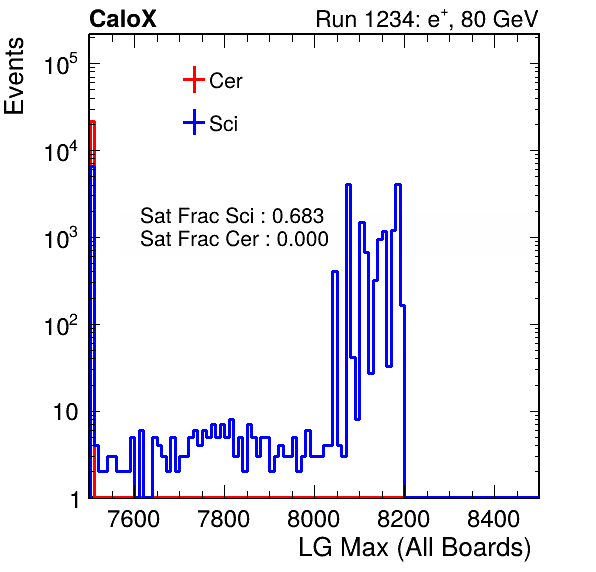 CaloX Run 1234: e⁺, 80 GeV
Events
10⁵
Cer
Sci
10⁴
Sat Frac Sci : 0.683
Sat Frac Cer : 0.000
10³
10²
10
1
7600 7800 8000 8200 8400
LG Max (All Boards)